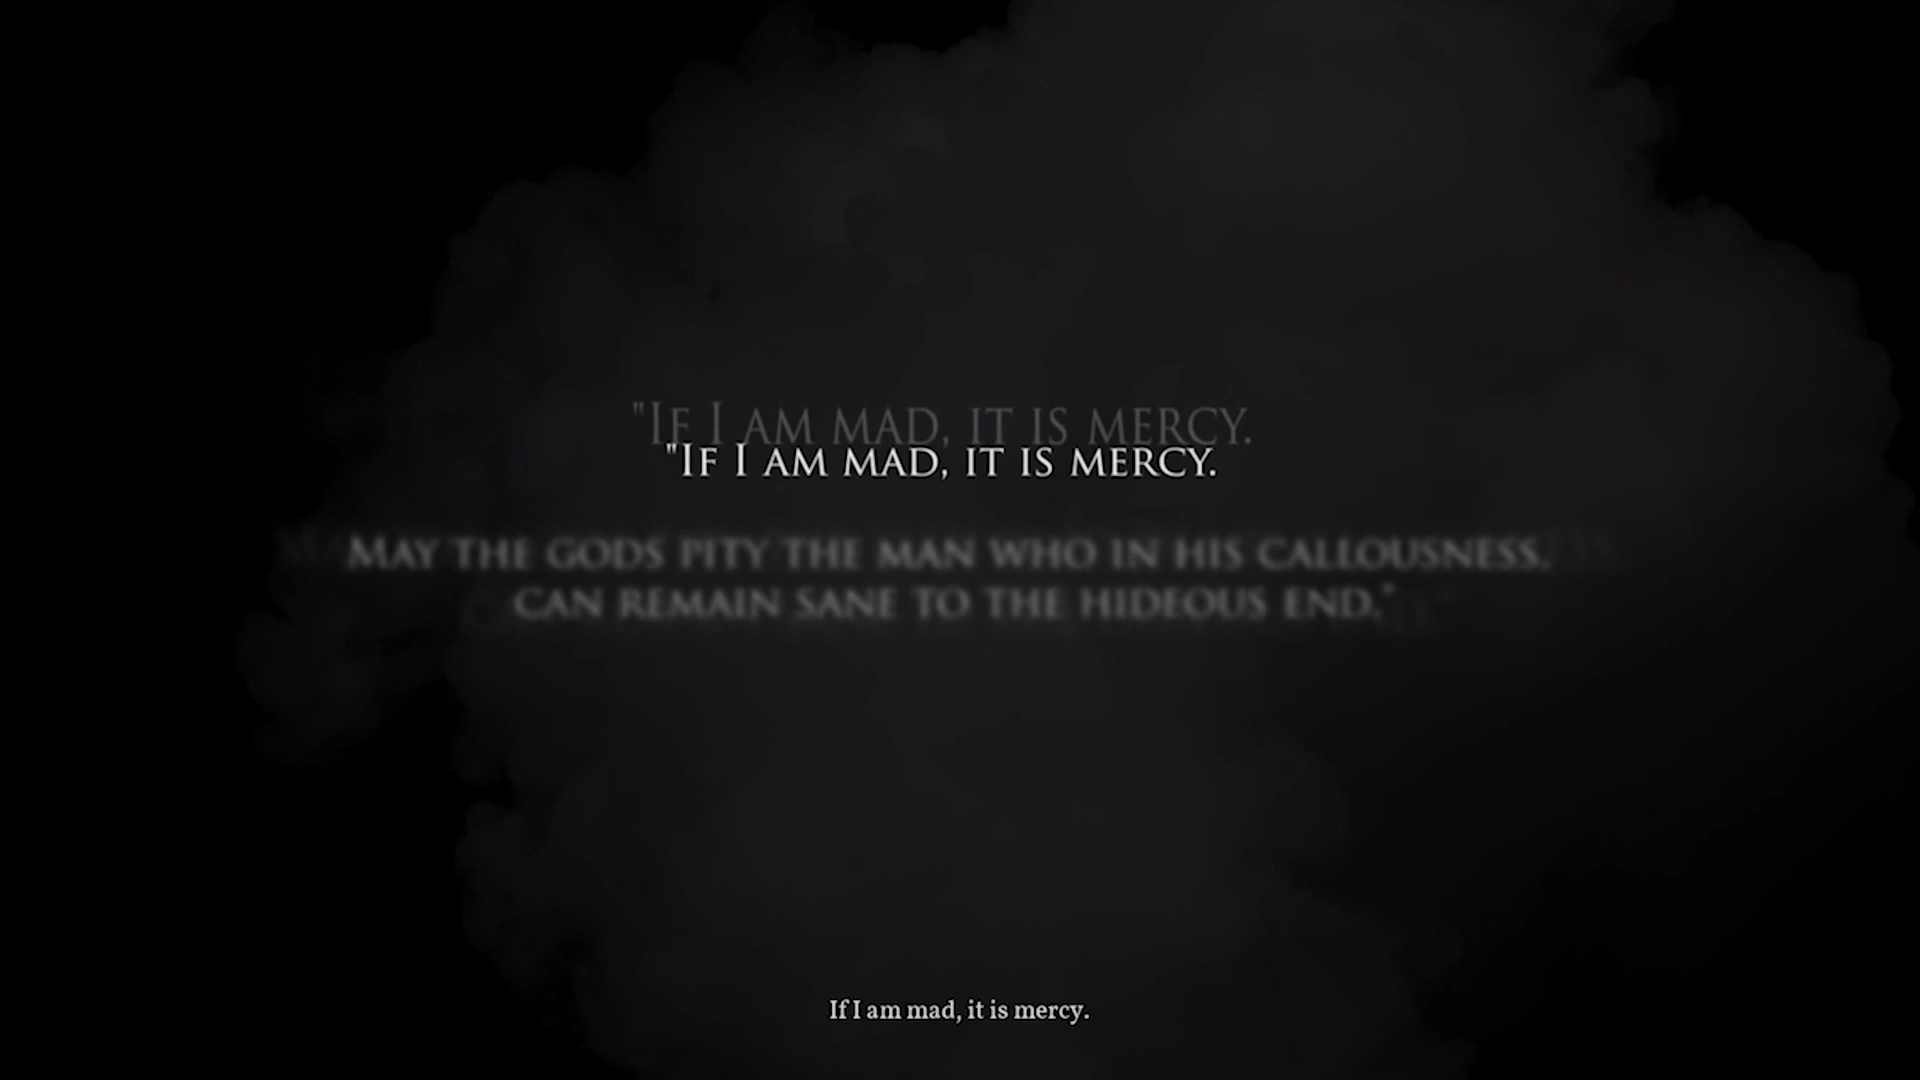 "If I am mad, it is mercy.
"If I am mad, it is mercy.
May the gods pity the man who in his callousness.
can remain sane to the hideous end."
If I am mad, it is mercy.